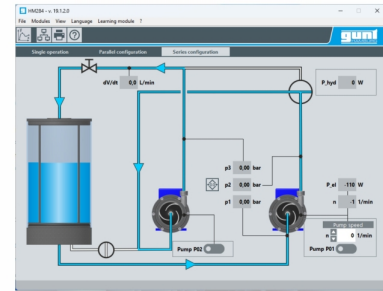 HM284 - v. 19.1.2.0
File Modules View Language Learning module ?
gunt
Single operation Parallel configuration Series configuration
dV/dt 0,0 L/min
P_hyd 0 W
p3 0,00 bar
p2 0,00 bar
p1 0,00 bar
P_el -110 W
n -1 1/min
Pump speed
n 0 1/min
Pump P02
Pump P01